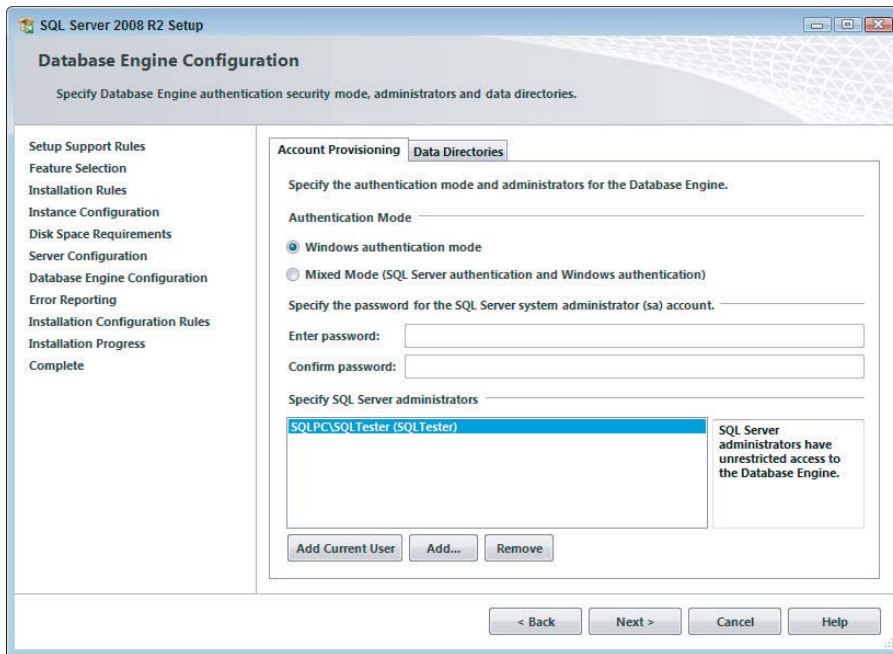 SQL Server 2008 R2 Setup
Database Engine Configuration
Specify Database Engine authentication security mode, administrators and data directories.
Setup Support Rules
Feature Selection
Installation Rules
Instance Configuration
Disk Space Requirements
Server Configuration
Database Engine Configuration
Error Reporting
Installation Configuration Rules
Installation Progress
Complete
Account Provisioning
Data Directories
Specify the authentication mode and administrators for the Database Engine.
Authentication Mode
Windows authentication mode
Mixed Mode (SQL Server authentication and Windows authentication)
Specify the password for the SQL Server system administrator (sa) account.
Enter password:
Confirm password:
Specify SQL Server administrators
SQLPC\SQLTester (SQLTester)
SQL Server
administrators have
unrestricted access to
the Database Engine.
Add Current User
Add...
Remove
< Back
Next >
Cancel
Help